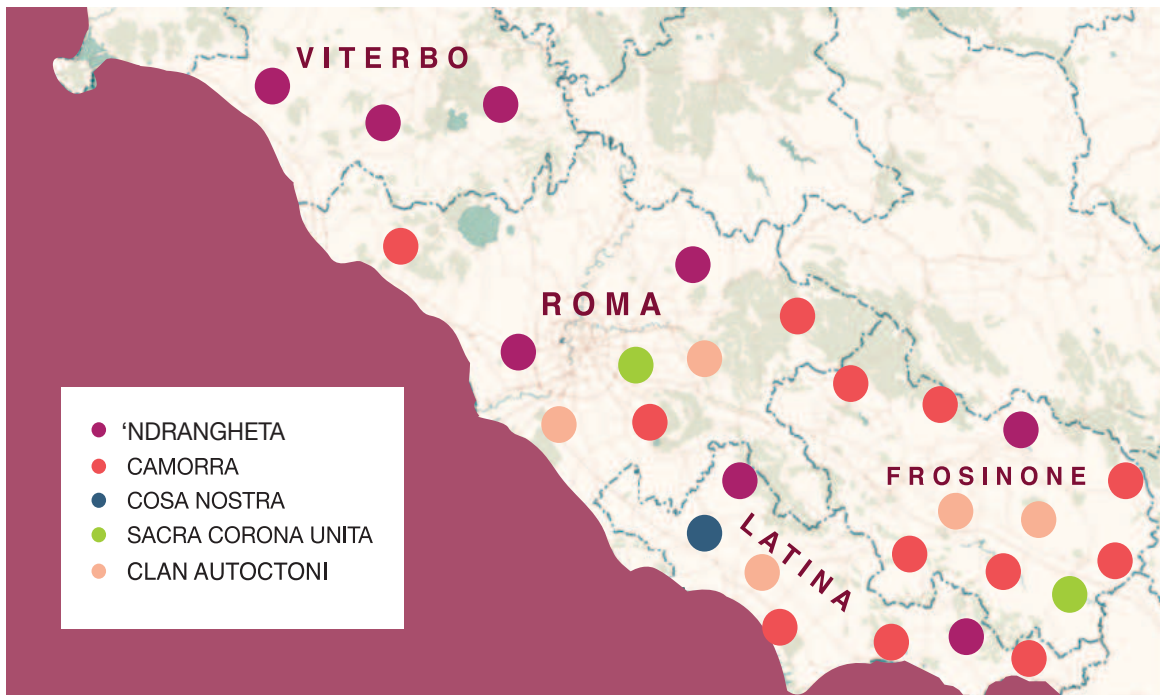 VITERBO
ROMA
FROSINONE
LATINA
‘NDRANGHETA
CAMORRA
COSA NOSTRA
SACRA CORONA UNITA
CLAN AUTOCTONI